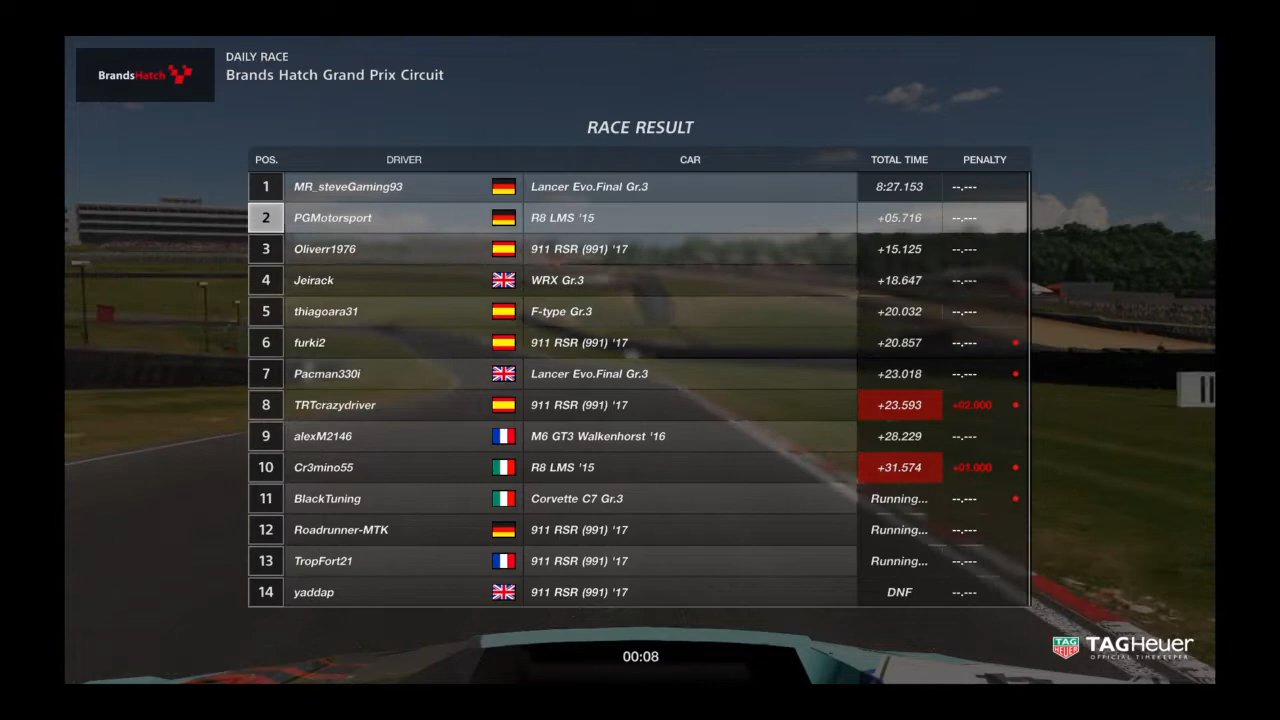 BrandsHatch
DAILY RACE
Brands Hatch Grand Prix Circuit
RACE RESULT
POS. DRIVER CAR TOTAL TIME PENALTY
1 MR_steveGaming93 Lancer Evo.Final Gr.3 8:27.153 --.---
2 PGMotorsport R8 LMS '15 +05.716 --.---
3 Oliverr1976 911 RSR (991) '17 +15.125 --.---
4 Jeirack WRX Gr.3 +18.647 --.---
5 thiagoara31 F-type Gr.3 +20.032 --.---
6 furki2 911 RSR (991) '17 +20.857 --.---
7 Pacman330i Lancer Evo.Final Gr.3 +23.018 --.---
8 TRTcrazydriver 911 RSR (991) '17 +23.593 +02.000
9 alexM2146 M6 GT3 Walkenhorst '16 +28.229 --.---
10 Cr3mino55 R8 LMS '15 +31.574 +01.000
11 BlackTuning Corvette C7 Gr.3 Running... --.---
12 Roadrunner-MTK 911 RSR (991) '17 Running... --.---
13 TropFort21 911 RSR (991) '17 Running... --.---
14 yaddap 911 RSR (991) '17 DNF --.---
TAG HEUER TAGHeuer
OFFICIAL TIMEKEEPER
00:08